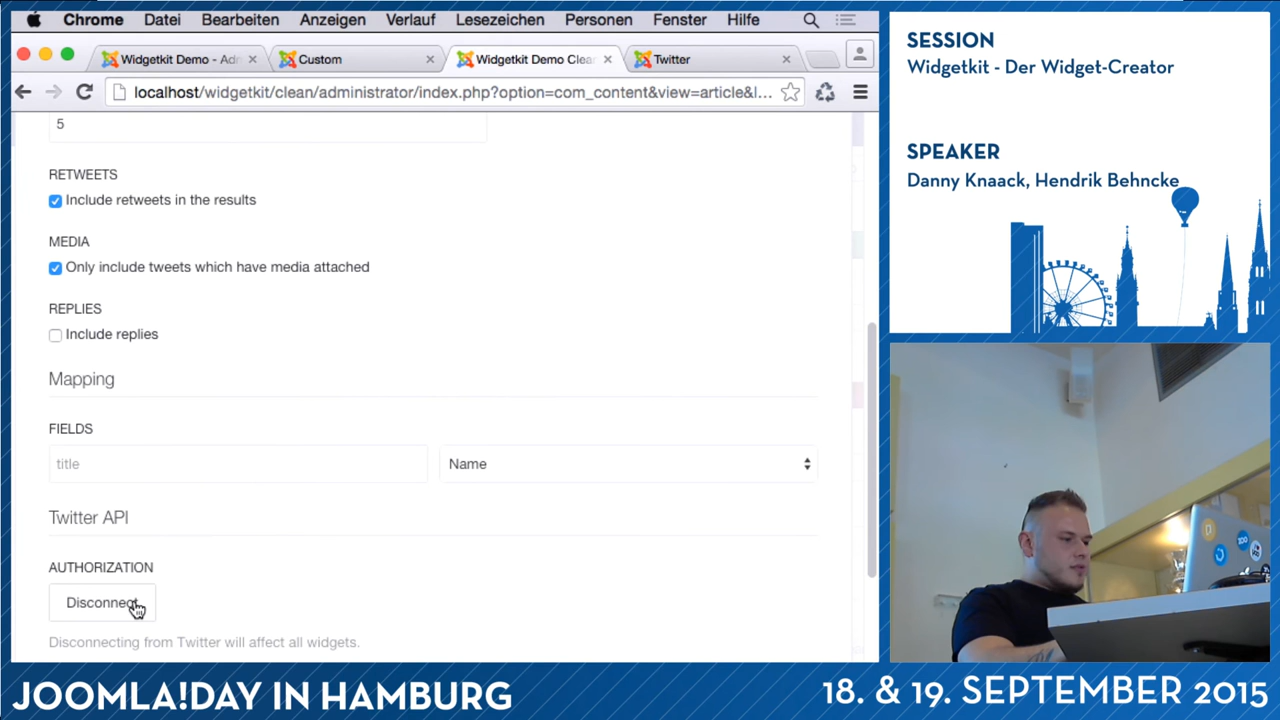 Chrome Datei Bearbeiten Anzeigen Verlauf Lesezeichen Personen Fenster Hilfe
Widgetkit Demo - Adm
Custom
Widgetkit Demo Clea
Twitter
localhost/widgetkit/clean/administrator/index.php?option=com_content&view=article&l...
5
RETWEETS
Include retweets in the results
MEDIA
Only include tweets which have media attached
REPLIES
Include replies
Mapping
FIELDS
title
Name
Twitter API
AUTHORIZATION
Disconnect
Disconnecting from Twitter will affect all widgets.
SESSION
Widgetkit - Der Widget-Creator
SPEAKER
Danny Knaack, Hendrik Behncke
JOOMLA!DAY IN HAMBURG
18. & 19. SEPTEMBER 2015